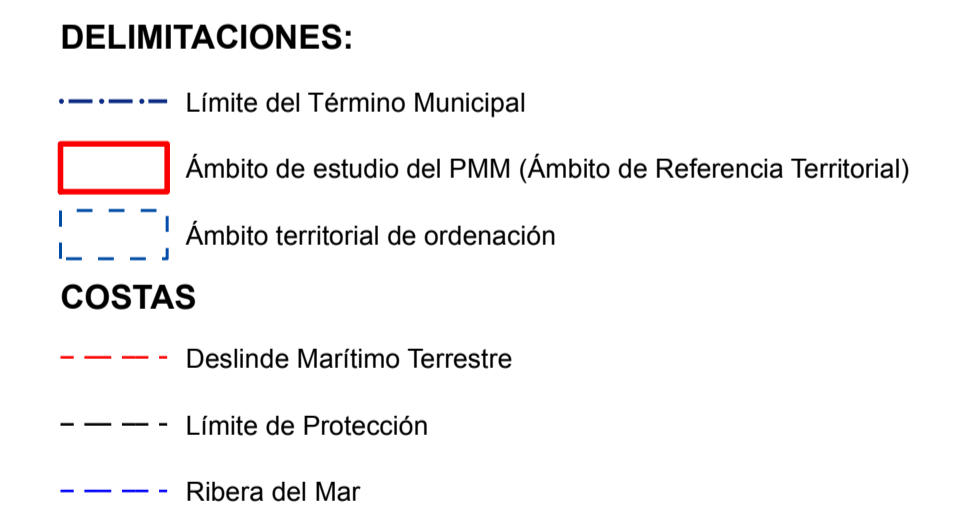 DELIMITACIONES:
Límite del Término Municipal
Ámbito de estudio del PMM (Ámbito de Referencia Territorial)
Ámbito territorial de ordenación
COSTAS
Deslinde Marítimo Terrestre
Límite de Protección
Ribera del Mar